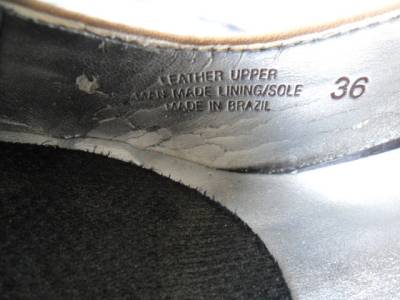 LEATHER UPPER
MAN MADE LINING/SOLE 36
MADE IN BRAZIL